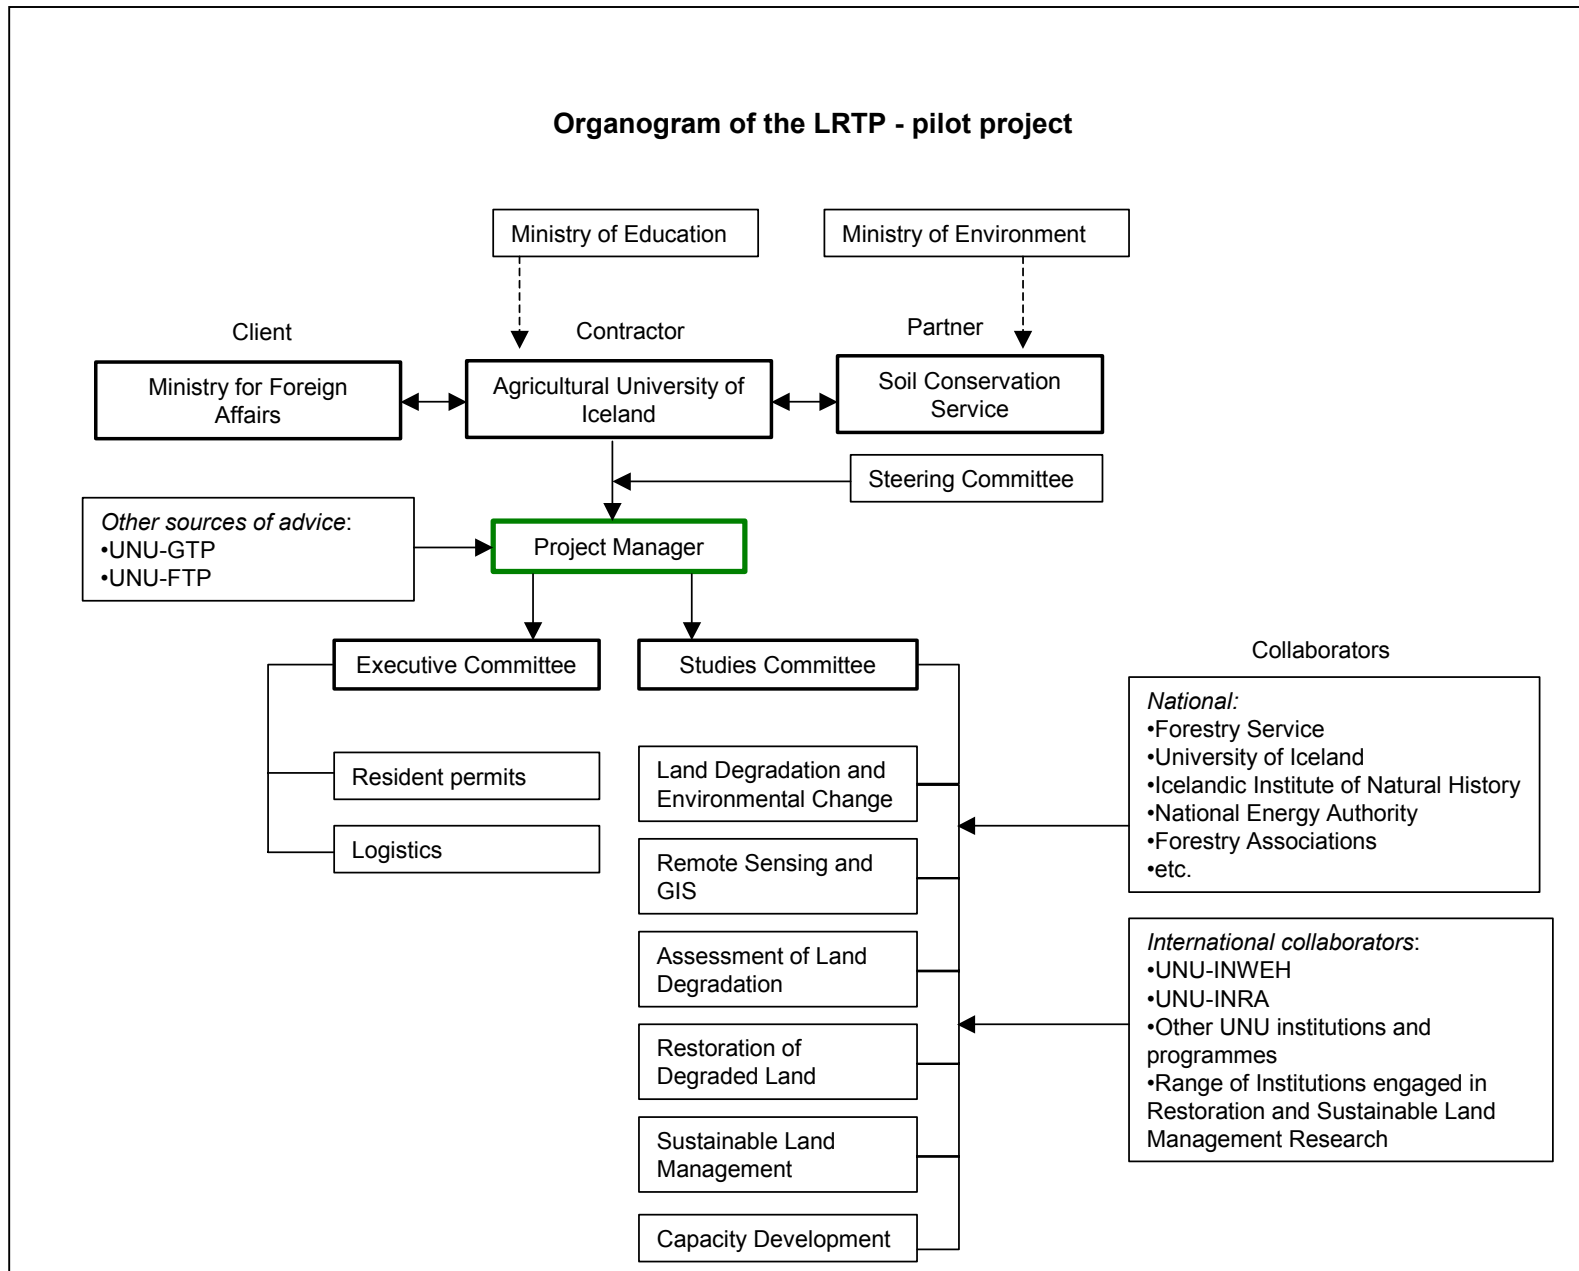 Organogram of the LRTP - pilot project
Ministry of Education
Ministry of Environment
Client
Contractor
Partner
Ministry for Foreign
Affairs
Agricultural University of
Iceland
Soil Conservation
Service
Steering Committee
Other sources of advice:
•UNU-GTP
•UNU-FTP
Project Manager
Executive Committee
Studies Committee
Resident permits
Logistics
Land Degradation and
Environmental Change
Remote Sensing and
GIS
Assessment of Land
Degradation
Restoration of
Degraded Land
Sustainable Land
Management
Capacity Development
Collaborators
National:
•Forestry Service
•University of Iceland
•Icelandic Institute of Natural History
•National Energy Authority
•Forestry Associations
•etc.
International collaborators:
•UNU-INWEH
•UNU-INRA
•Other UNU institutions and
programmes
•Range of Institutions engaged in
Restoration and Sustainable Land
Management Research